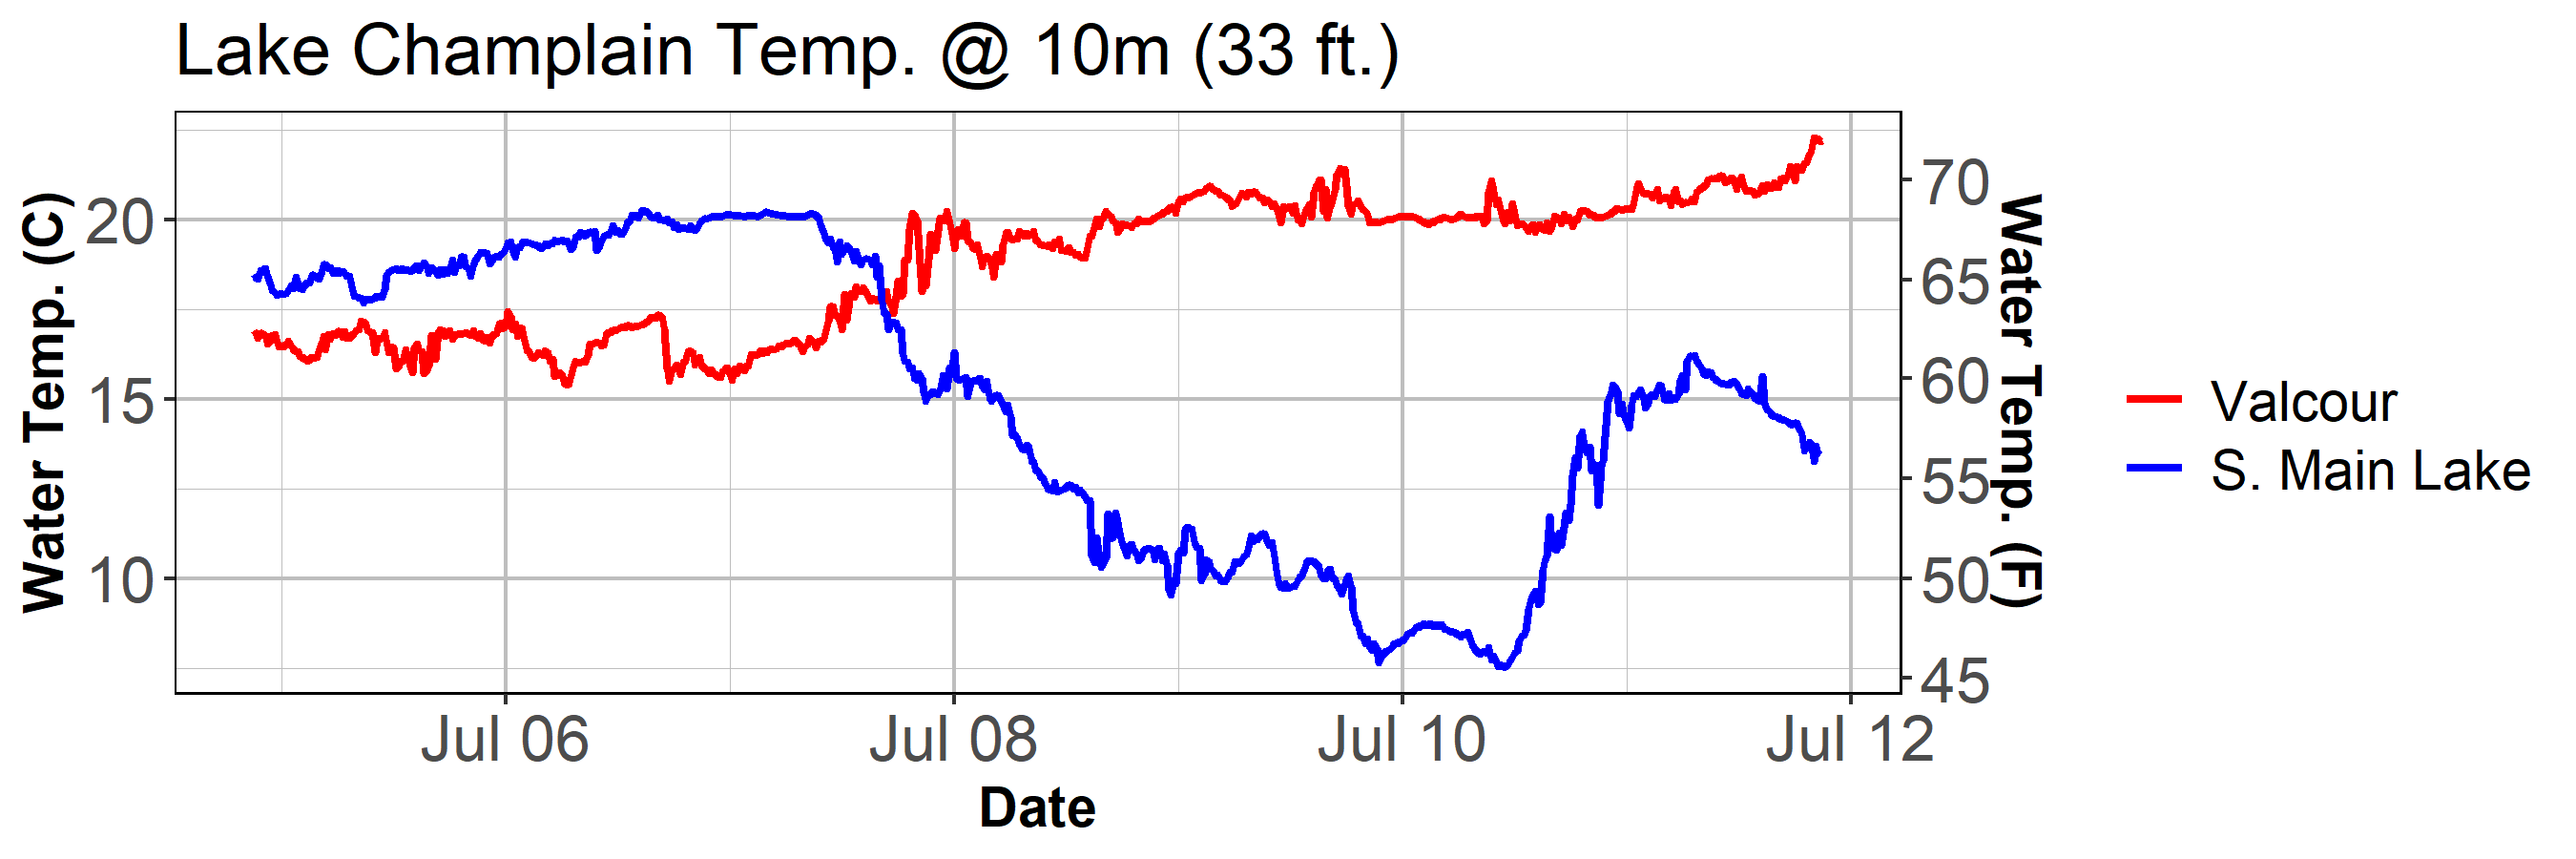 Lake Champlain Temp. @ 10m (33 ft.)
Water Temp. (C)
20
15
10
70
65
60
55
50
45
Water Temp. (F)
Jul 06
Jul 08
Jul 10
Jul 12
Date
Valcour
S. Main Lake